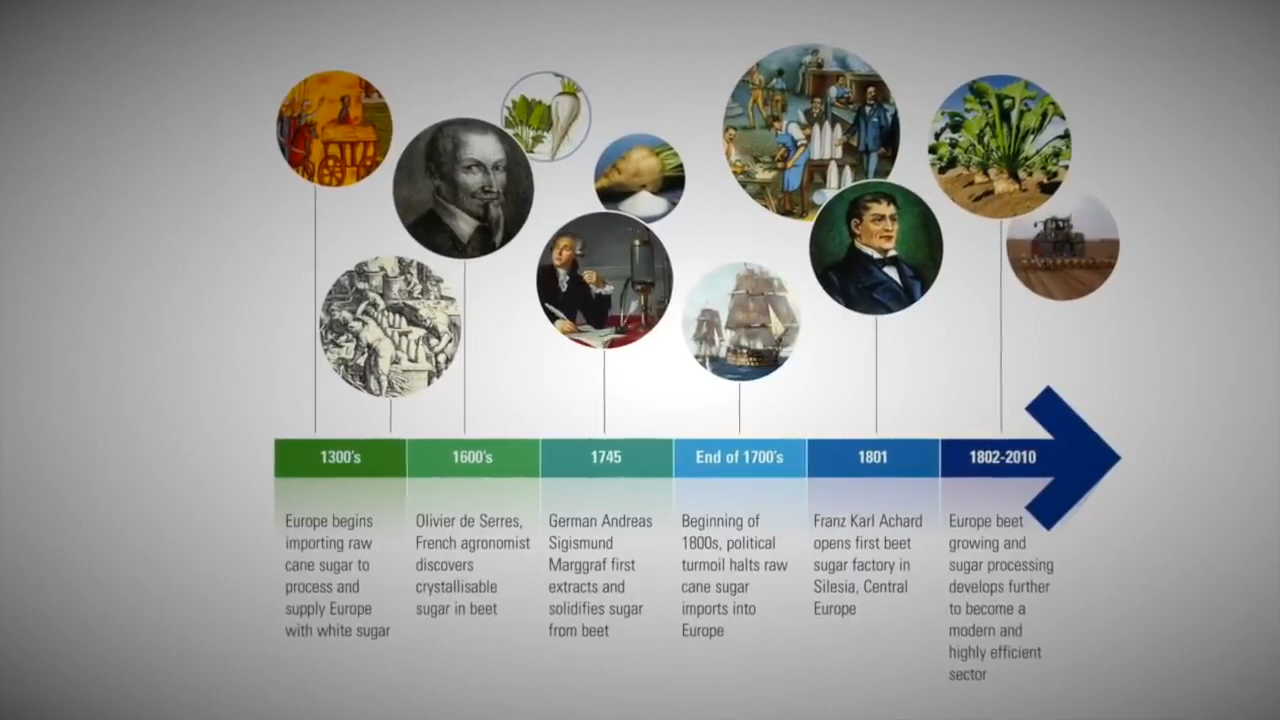 1300's
1600's
1745
End of 1700's
1801
1802-2010
Europe begins
importing raw
cane sugar to
process and
supply Europe
with white sugar
Olivier de Serres,
French agronomist
discovers
crystallisable
sugar in beet
German Andreas
Sigismund
Marggraf first
extracts and
solidifies sugar
from beet
Beginning of
1800s, political
turmoil halts raw
cane sugar
imports into
Europe
Franz Karl Achard
opens first beet
sugar factory in
Silesia, Central
Europe
Europe beet
growing and
sugar processing
develops further
to become a
modern and
highly efficient
sector